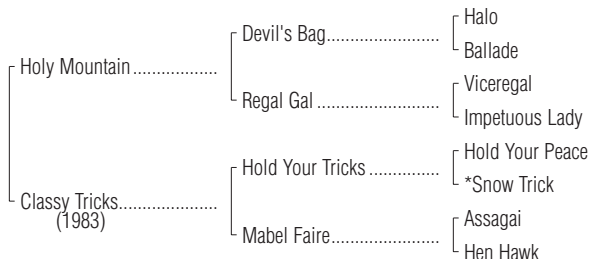 Halo
Devil's Bag
Ballade
Holy Mountain
Viceregal
Regal Gal
Impetuous Lady
Hold Your Peace
Hold Your Tricks
*Snow Trick
Classy Tricks
(1983)
Assagai
Mabel Faire
Hen Hawk